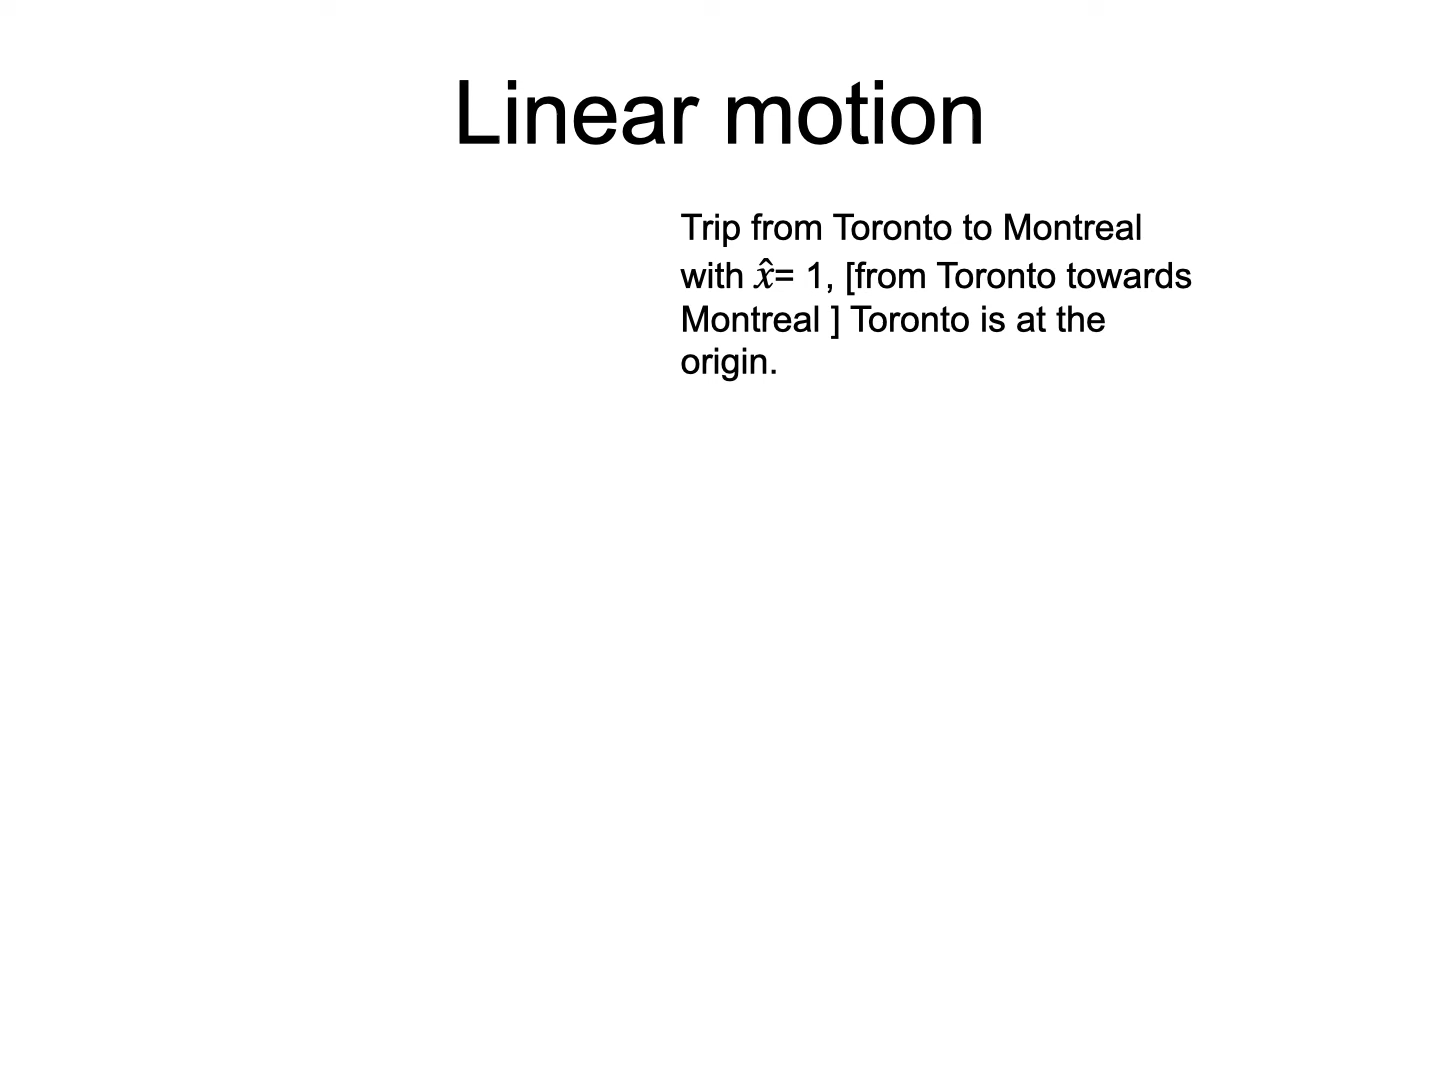 Linear motion
Trip from Toronto to Montreal
with x̂= 1, [from Toronto towards
Montreal ] Toronto is at the
origin.